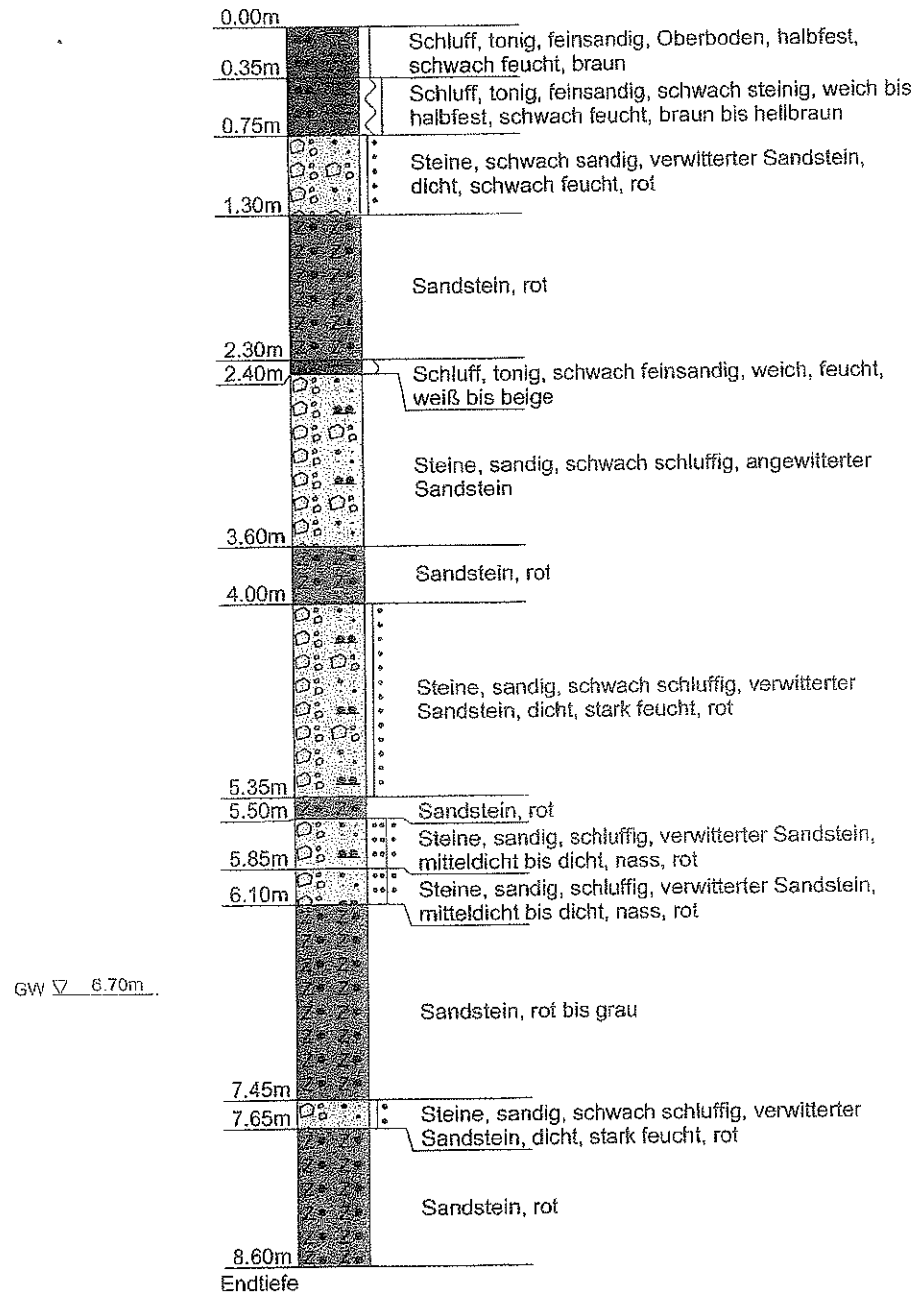 0.00m
Schluff, tonig, feinsandig, Oberboden, halbfest,
schwach feucht, braun
0.35m
Schluff, tonig, feinsandig, schwach steinig, weich bis
halbfest, schwach feucht, braun bis hellbraun
0.75m
Steine, schwach sandig, verwitterter Sandstein,
dicht, schwach feucht, rot
1.30m
Sandstein, rot
2.30m
2.40m
Schluff, tonig, schwach feinsandig, weich, feucht,
weiß bis beige
Steine, sandig, schwach schluffig, angewitterter
Sandstein
3.60m
Sandstein, rot
4.00m
Steine, sandig, schwach schluffig, verwitterter
Sandstein, dicht, stark feucht, rot
5.35m
5.50m
Sandstein, rot
Steine, sandig, schluffig, verwitterter Sandstein,
mitteldicht bis dicht, nass, rot
5.85m
6.10m
Steine, sandig, schluffig, verwitterter Sandstein,
mitteldicht bis dicht, nass, rot
GW 6.70m
Sandstein, rot bis grau
7.45m
7.65m
Steine, sandig, schwach schluffig, verwitterter
Sandstein, dicht, stark feucht, rot
Sandstein, rot
8.60m
Endtiefe